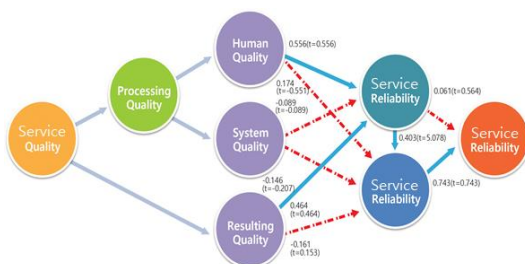 Human
Quality
0.556(t=0.556)
0.174
(t=-0.551)
Service
Reliability
0.061(t=0.564)
Processing
Quality
-0.089
(t=-0.089)
Service
Quality
System
Quality
0.403(t=5.078)
Service
Reliability
-0.146
(t=-0.207)
Service
Reliability
0.743(t=0.743)
0.464
(t=0.464)
Resulting
Quality
-0.161
(t=0.153)